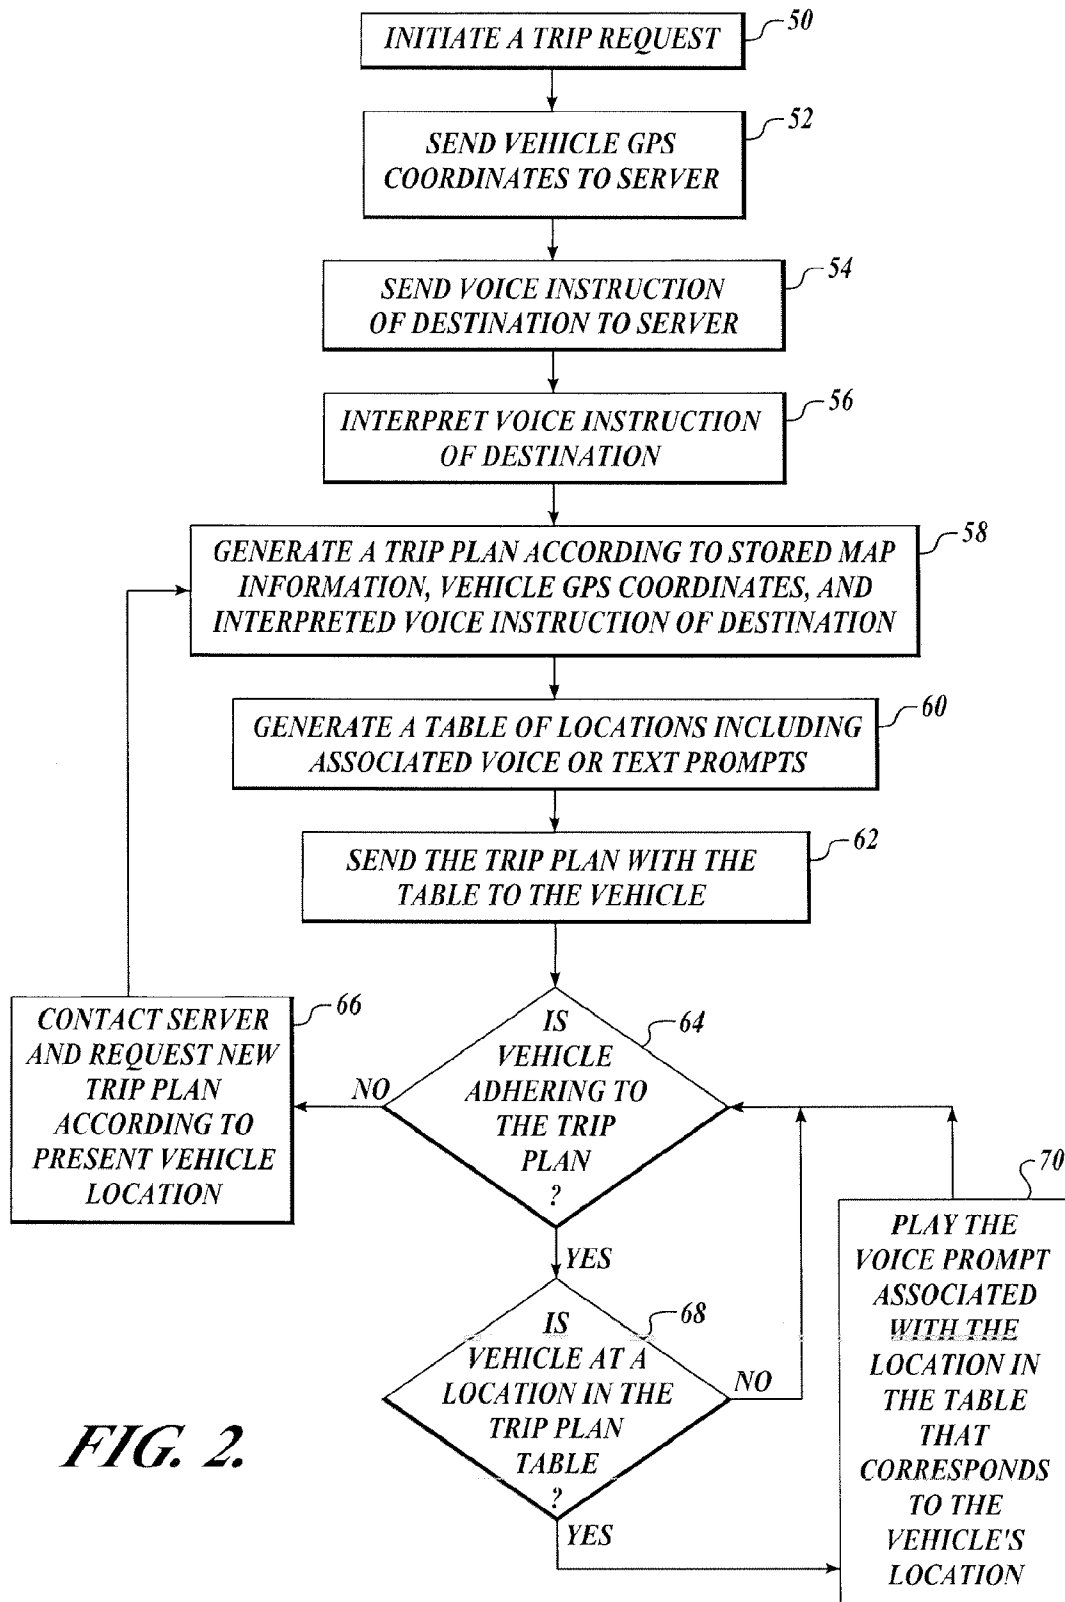 INITIATE A TRIP REQUEST
50
SEND VEHICLE GPS
COORDINATES TO SERVER
52
SEND VOICE INSTRUCTION
OF DESTINATION TO SERVER
54
INTERPRET VOICE INSTRUCTION
OF DESTINATION
56
GENERATE A TRIP PLAN ACCORDING TO STORED MAP
INFORMATION, VEHICLE GPS COORDINATES, AND
INTERPRETED VOICE INSTRUCTION OF DESTINATION
58
GENERATE A TABLE OF LOCATIONS INCLUDING
ASSOCIATED VOICE OR TEXT PROMPTS
60
SEND THE TRIP PLAN WITH THE
TABLE TO THE VEHICLE
62
CONTACT SERVER
AND REQUEST NEW
TRIP PLAN
ACCORDING TO
PRESENT VEHICLE
LOCATION
66
NO
IS
VEHICLE
ADHERING TO
THE TRIP
PLAN
?
64
YES
IS
VEHICLE AT A
LOCATION IN THE
TRIP PLAN
TABLE
?
68
NO
YES
70
PLAY THE
VOICE PROMPT
ASSOCIATED
WITH THE
LOCATION IN
THE TABLE
THAT
CORRESPONDS
TO THE
VEHICLE'S
LOCATION
FIG. 2.